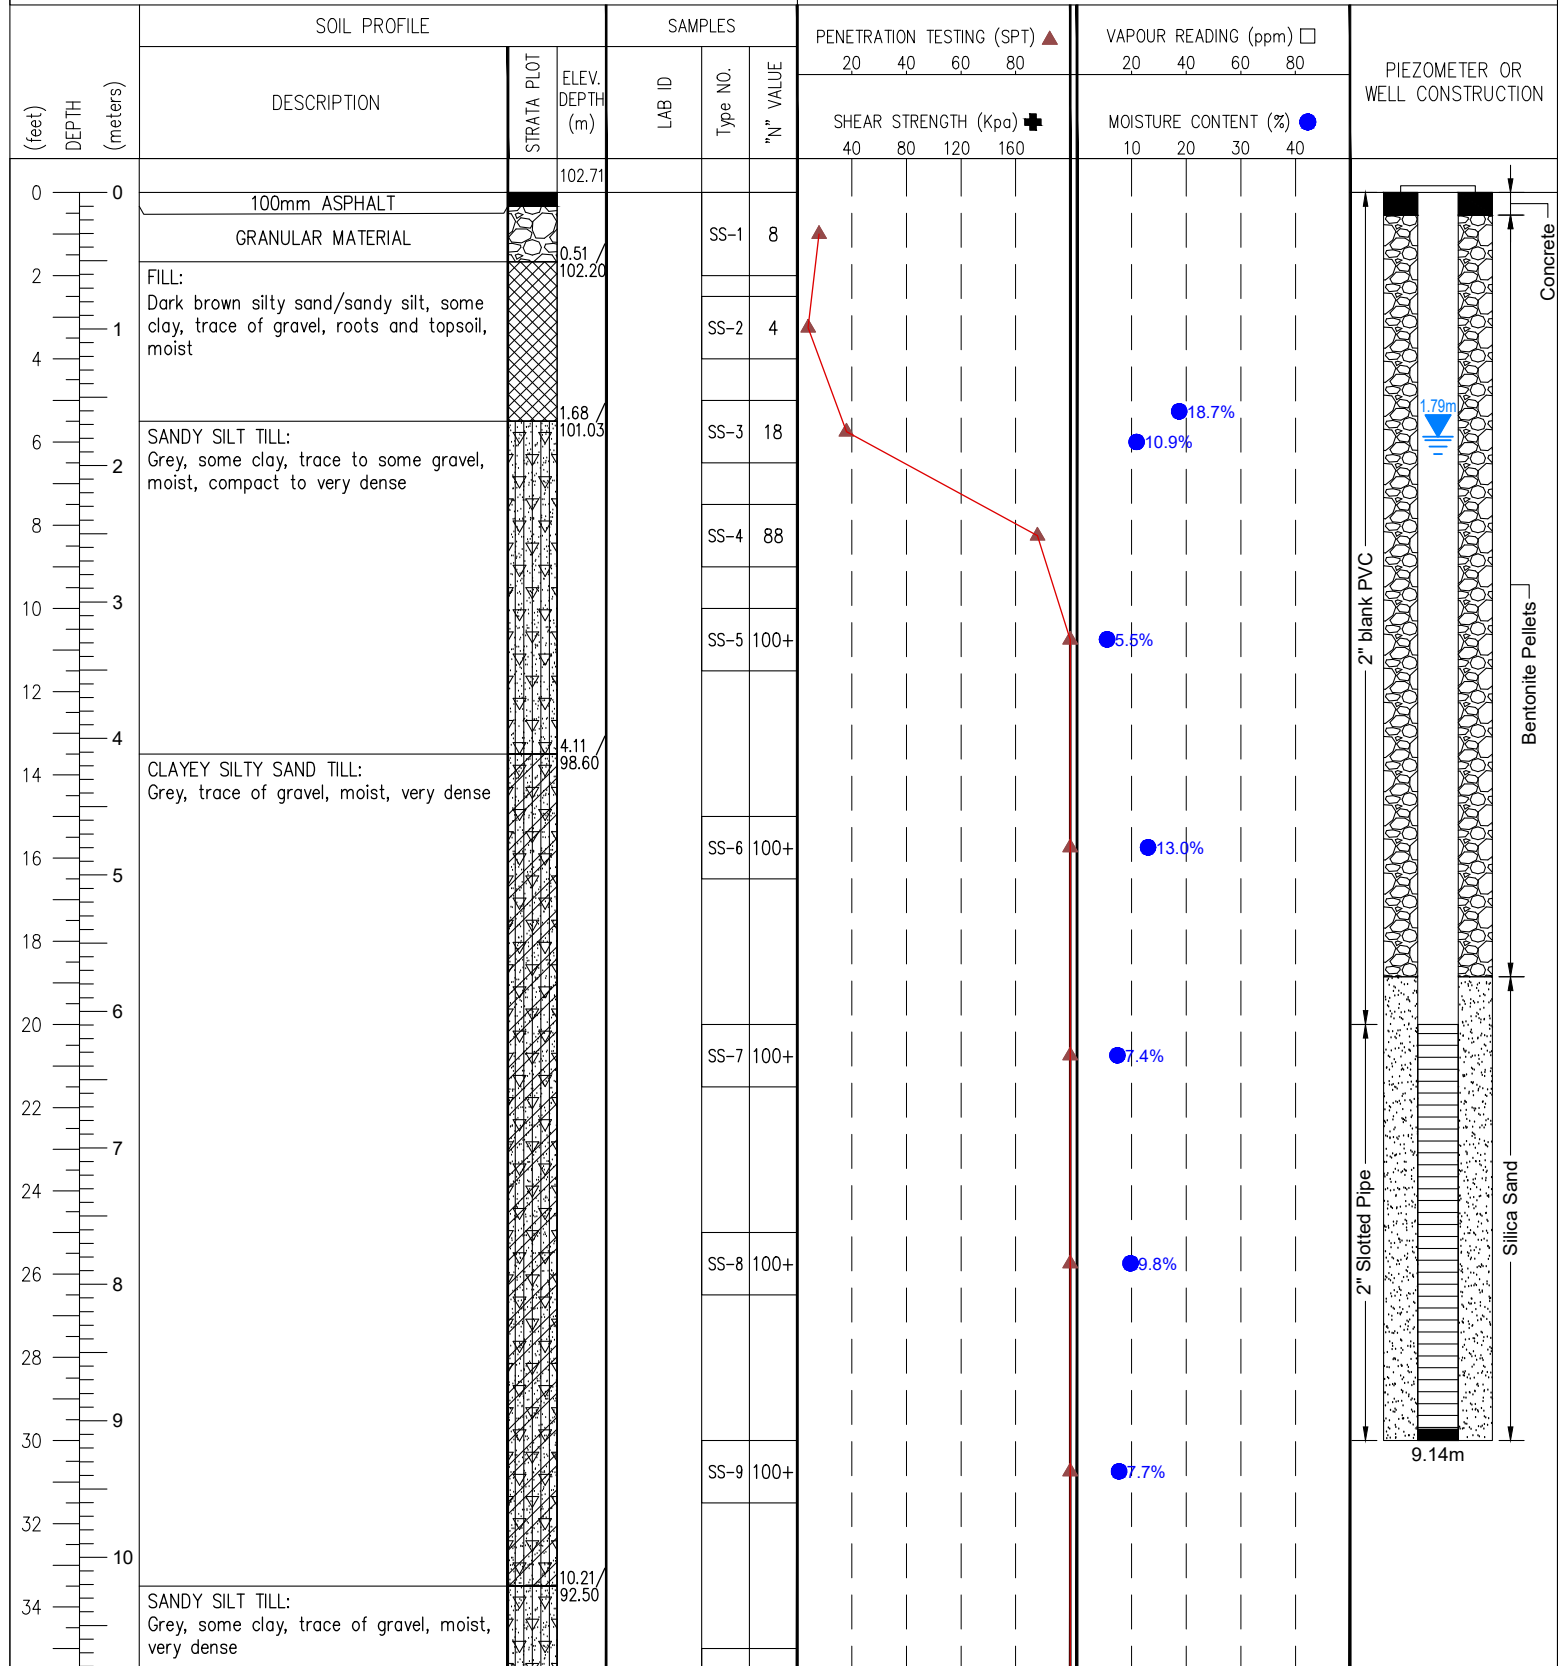 SOIL PROFILE
SAMPLES
PENETRATION TESTING (SPT)
20 40 60 80
SHEAR STRENGTH (Kpa)
40 80 120 160
VAPOUR READING (ppm)
20 40 60 80
MOISTURE CONTENT (%)
10 20 30 40
PIEZOMETER OR
WELL CONSTRUCTION
(feet)
DEPTH
(meters)
DESCRIPTION
STRATA PLOT
ELEV.
DEPTH
(m)
LAB ID
Type NO.
"N" VALUE
102.71
0 0
100mm ASPHALT
GRANULAR MATERIAL
SS-1 8
0.51
102.20
2
FILL:
Dark brown silty sand/sandy silt, some
clay, trace of gravel, roots and topsoil,
moist
1
SS-2 4
4
1.68
101.03
18.7%
1.79m
SANDY SILT TILL:
Grey, some clay, trace to some gravel,
moist, compact to very dense
SS-3 18
10.9%
6
2
8
SS-4 88
3
10
SS-5 100+
5.5%
12
4
4.11
98.60
CLAYEY SILTY SAND TILL:
Grey, trace of gravel, moist, very dense
14
SS-6 100+
13.0%
16
5
18
6
20
SS-7 100+
7.4%
22
7
24
SS-8 100+
9.8%
26
8
28
9
30
SS-9 100+
7.7%
32
10
10.21
92.50
SANDY SILT TILL:
Grey, some clay, trace of gravel, moist,
very dense
34
Concrete
2" blank PVC
Bentonite Pellets
2" Slotted Pipe
Silica Sand
9.14m